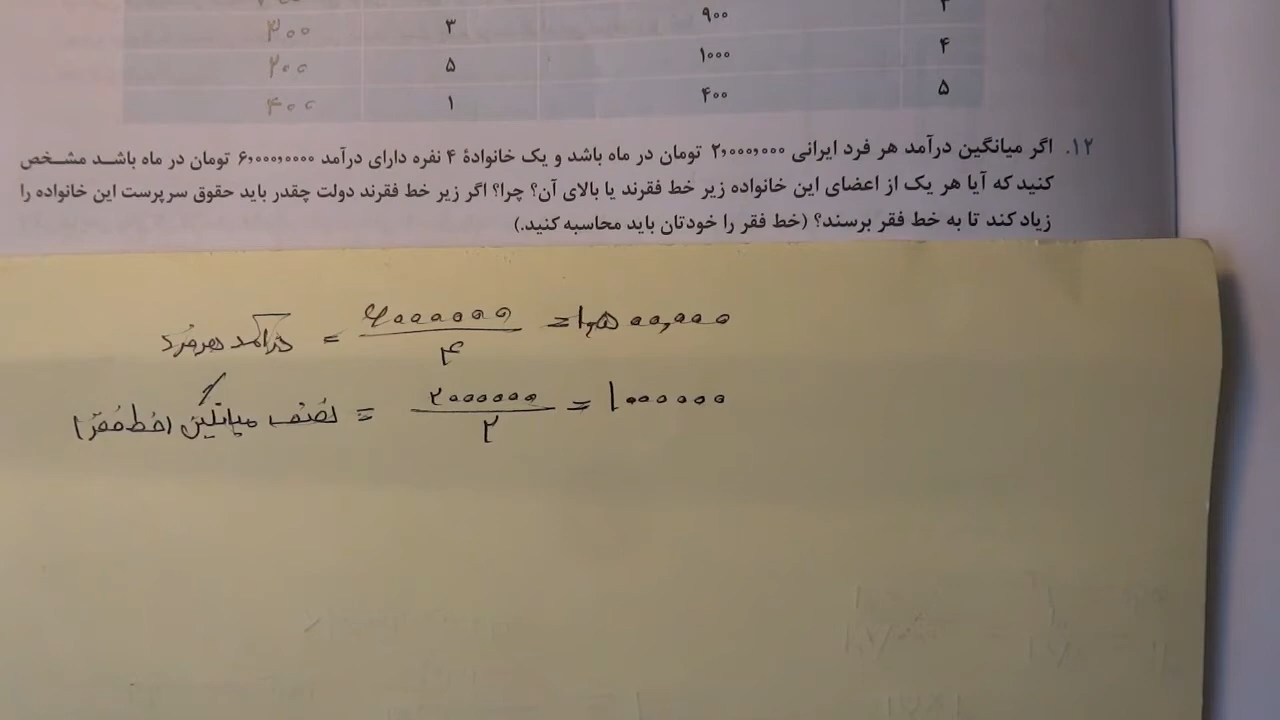 ۹۰۰ ۳
۳۰۰ ۳ ۱۰۰۰ ۴
۲۰۰ ۵ ۴۰۰ ۵
۴۰۰ ۱
۱۲. اگر میانگین درآمد هر فرد ایرانی ۲,۰۰۰,۰۰۰ تومان در ماه باشد و یک خانوادهٔ ۴ نفره دارای درآمد ۶,۰۰۰,۰۰۰۰ تومان در ماه باشد مشخص
کنید که آیا هر یک از اعضای این خانواده زیر خط فقرند یا بالای آن؟ چرا؟ اگر زیر خط فقرند دولت چقدر باید حقوق سرپرست این خانواده را
زیاد کند تا به خط فقر برسند؟ (خط فقر را خودتان باید محاسبه کنید.)
درآمد هر فرد = ۶۰۰۰۰۰۰ / ۴ = ۱,۵۰۰,۰۰۰
نصف میانگین (خط فقر) = ۲۰۰۰۰۰۰ / ۲ = ۱۰۰۰۰۰۰